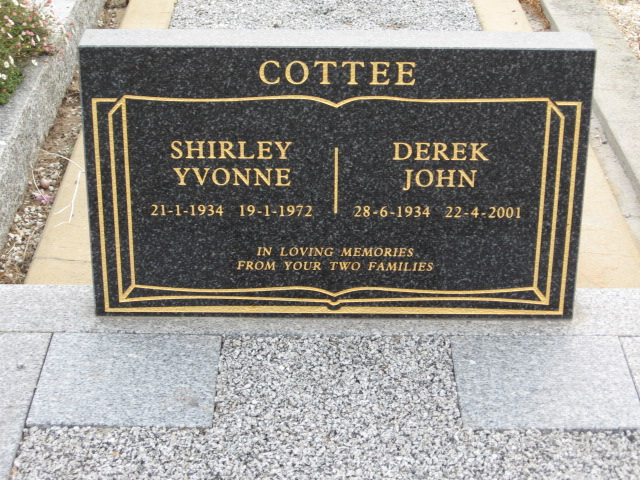 COTTEE
SHIRLEY
YVONNE
21-1-1934 19-1-1972
DEREK
JOHN
28-6-1934 22-4-2001
IN LOVING MEMORIES
FROM YOUR TWO FAMILIES